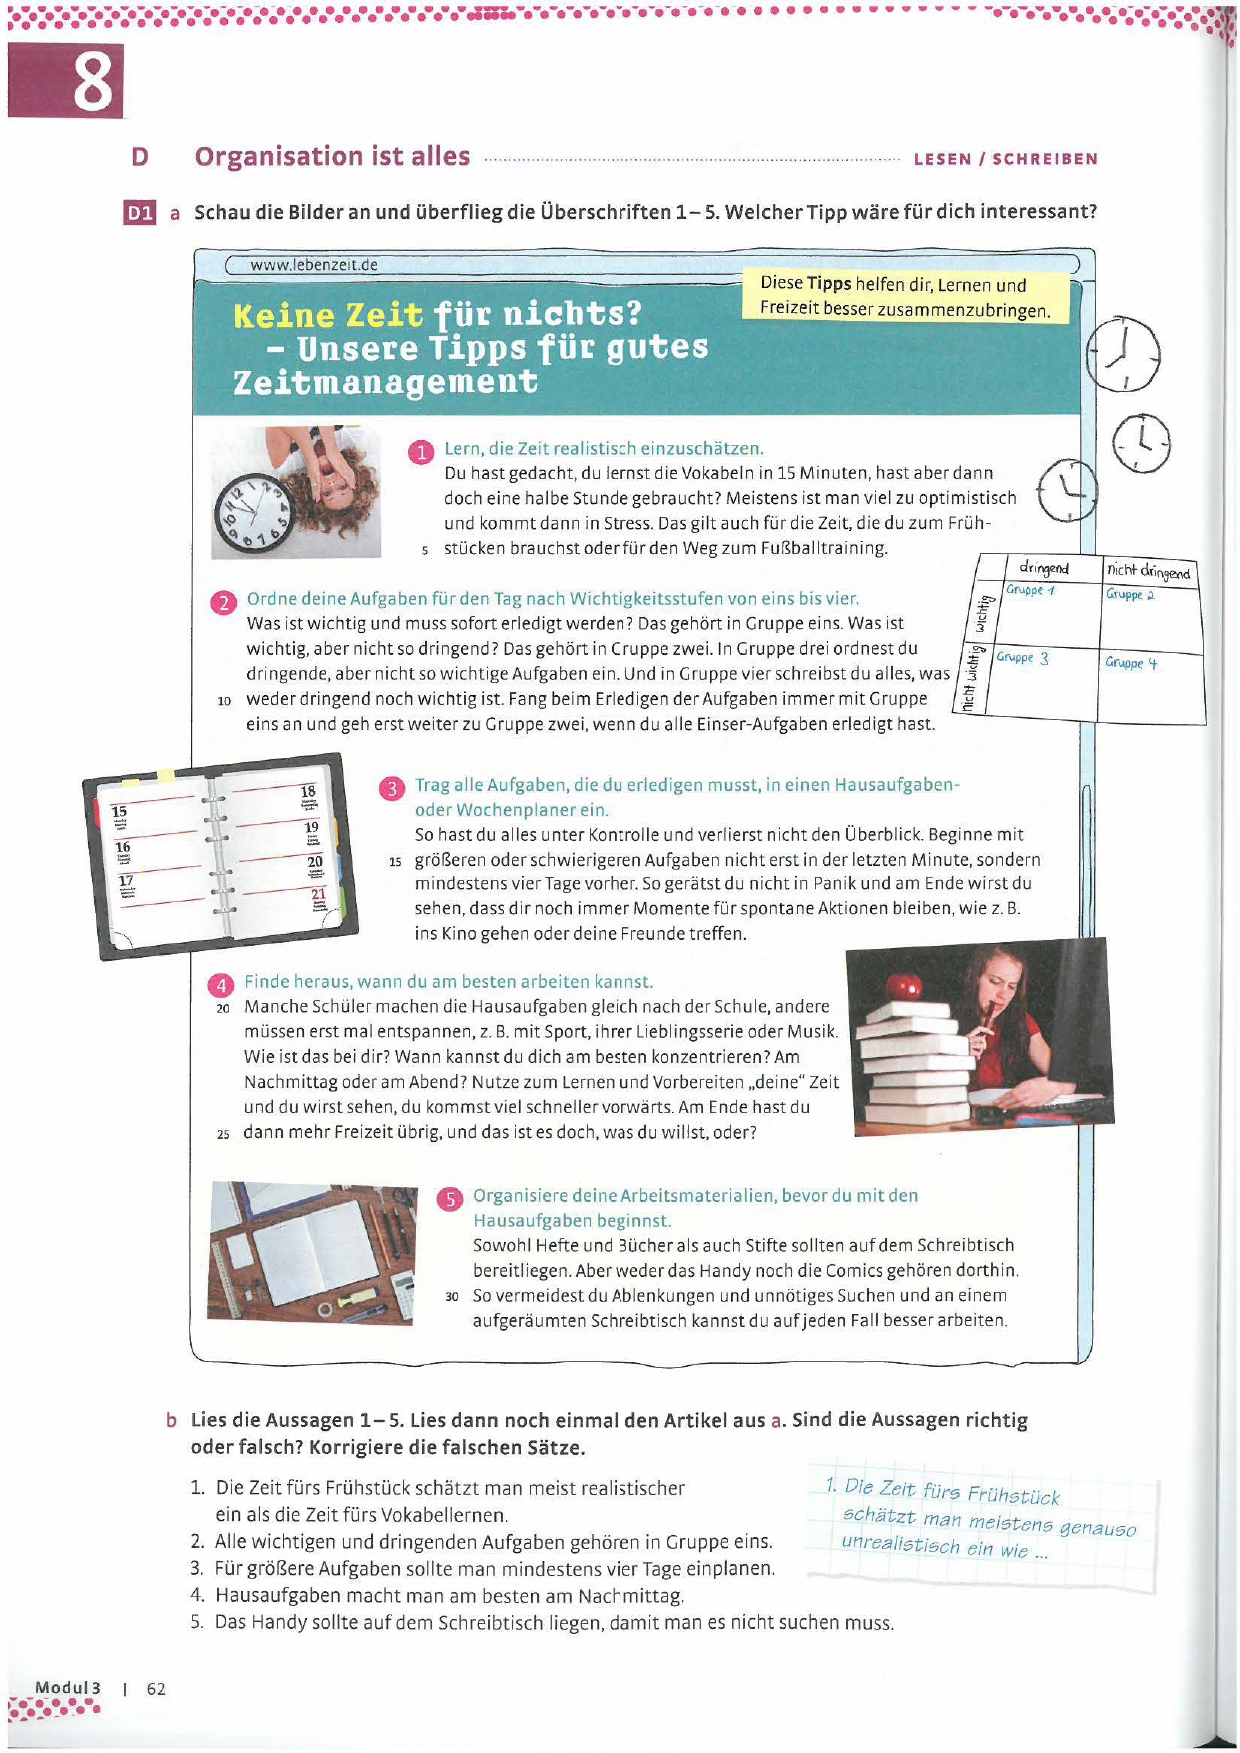 8
D Organisation ist alles LESEN / SCHREIBEN
D1 a Schau die Bilder an und überflieg die Überschriften 1–5. Welcher Tipp wäre für dich interessant?
www.lebenzeit.de
Diese Tipps helfen dir, Lernen und
Freizeit besser zusammenzubringen.
Keine Zeit für nichts?
– Unsere Tipps für gutes
Zeitmanagement
1 Lern, die Zeit realistisch einzuschätzen.
Du hast gedacht, du lernst die Vokabeln in 15 Minuten, hast aber dann
doch eine halbe Stunde gebraucht? Meistens ist man viel zu optimistisch
und kommt dann in Stress. Das gilt auch für die Zeit, die du zum Früh-
5 stücken brauchst oder für den Weg zum Fußballtraining.
dringend nicht dringend
wichtig Gruppe 1 Gruppe 2
nicht wichtig Gruppe 3 Gruppe 4
2 Ordne deine Aufgaben für den Tag nach Wichtigkeitsstufen von eins bis vier.
Was ist wichtig und muss sofort erledigt werden? Das gehört in Gruppe eins. Was ist
wichtig, aber nicht so dringend? Das gehört in Gruppe zwei. In Gruppe drei ordnest du
dringende, aber nicht so wichtige Aufgaben ein. Und in Gruppe vier schreibst du alles, was
10 weder dringend noch wichtig ist. Fang beim Erledigen der Aufgaben immer mit Gruppe
eins an und geh erst weiter zu Gruppe zwei, wenn du alle Einser-Aufgaben erledigt hast.
15
16
17
18
19
20
21
3 Trag alle Aufgaben, die du erledigen musst, in einen Hausaufgaben-
oder Wochenplaner ein.
So hast du alles unter Kontrolle und verlierst nicht den Überblick. Beginne mit
15 größeren oder schwierigeren Aufgaben nicht erst in der letzten Minute, sondern
mindestens vier Tage vorher. So gerätst du nicht in Panik und am Ende wirst du
sehen, dass dir noch immer Momente für spontane Aktionen bleiben, wie z. B.
ins Kino gehen oder deine Freunde treffen.
4 Finde heraus, wann du am besten arbeiten kannst.
20 Manche Schüler machen die Hausaufgaben gleich nach der Schule, andere
müssen erst mal entspannen, z. B. mit Sport, ihrer Lieblingsserie oder Musik.
Wie ist das bei dir? Wann kannst du dich am besten konzentrieren? Am
Nachmittag oder am Abend? Nutze zum Lernen und Vorbereiten „deine“ Zeit
und du wirst sehen, du kommst viel schneller vorwärts. Am Ende hast du
25 dann mehr Freizeit übrig, und das ist es doch, was du willst, oder?
5 Organisiere deine Arbeitsmaterialien, bevor du mit den
Hausaufgaben beginnst.
Sowohl Hefte und Bücher als auch Stifte sollten auf dem Schreibtisch
bereitliegen. Aber weder das Handy noch die Comics gehören dorthin.
30 So vermeidest du Ablenkungen und unnötiges Suchen und an einem
aufgeräumten Schreibtisch kannst du auf jeden Fall besser arbeiten.
b Lies die Aussagen 1–5. Lies dann noch einmal den Artikel aus a. Sind die Aussagen richtig
oder falsch? Korrigiere die falschen Sätze.
1. Die Zeit fürs Frühstück schätzt man meist realistischer
ein als die Zeit fürs Vokabellernen.
2. Alle wichtigen und dringenden Aufgaben gehören in Gruppe eins.
3. Für größere Aufgaben sollte man mindestens vier Tage einplanen.
4. Hausaufgaben macht man am besten am Nachmittag.
5. Das Handy sollte auf dem Schreibtisch liegen, damit man es nicht suchen muss.
1. Die Zeit fürs Frühstück
schätzt man meistens genauso
unrealistisch ein wie ...
Modul 3 | 62